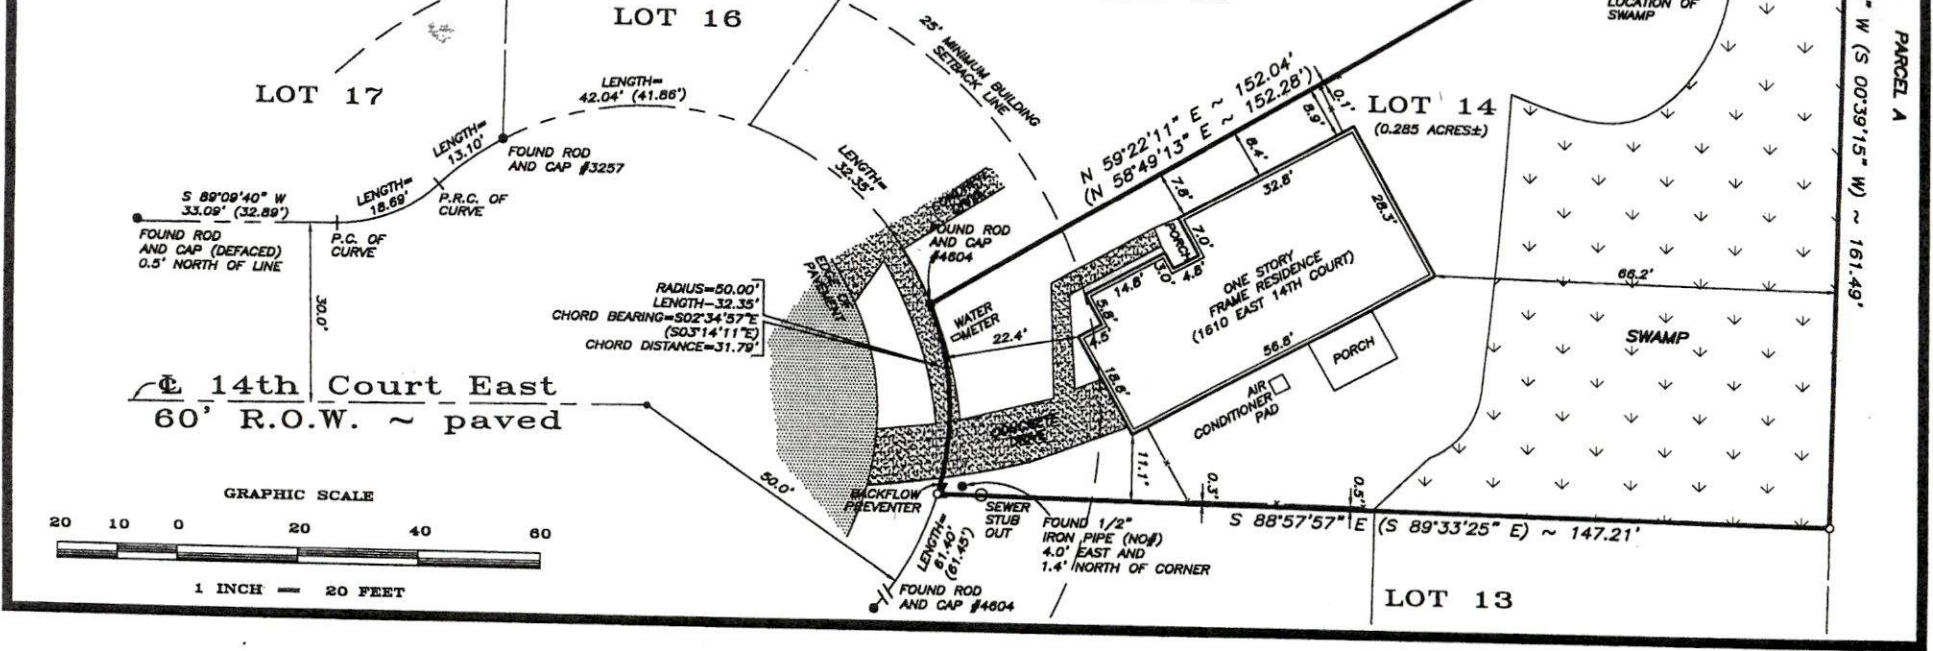 LOT 16
LOT 17
25' MINIMUM BUILDING
SETBACK LINE
LOCATION OF
SWAMP
PARCEL A
" W (S 00°39'15" W) ~ 161.49'
LENGTH=
42.04' (41.86')
LENGTH=
13.10'
FOUND ROD
AND CAP #3257
LENGTH=
32.35'
N 59°22'11" E ~ 152.04'
(N 58°49'13" E ~ 152.28')
0.1'
8.9'
8.4'
7.8'
LOT 14
(0.285 ACRES±)
S 89°09'40" W
33.09' (32.89')
LENGTH=
18.69'
P.R.C. OF
CURVE
P.C. OF
CURVE
FOUND ROD
AND CAP (DEFACED)
0.5' NORTH OF LINE
30.0'
FOUND ROD
AND CAP
#4604
EDGE OF
PAVEMENT
RADIUS=50.00'
LENGTH=32.35'
CHORD BEARING=S02°34'57"E
(S03°14'11"E)
CHORD DISTANCE=31.79'
WATER
METER
22.4'
PORCH
7.0'
4.8'
3.0'
14.8'
5.8'
4.5'
18.6'
32.8'
28.3'
ONE STORY
FRAME RESIDENCE
(1610 EAST 14TH COURT)
56.8'
PORCH
AIR
CONDITIONER
PAD
66.2'
SWAMP
℄ 14th Court East
60' R.O.W. ~ paved
CONCRETE
DRIVE
50.0'
11.1'
0.3'
0.5'
BACKFLOW
PREVENTER
SEWER
STUB
OUT
FOUND 1/2"
IRON PIPE (NO#)
4.0' EAST AND
1.4' NORTH OF CORNER
S 88°57'57" E (S 89°33'25" E) ~ 147.21'
LENGTH=
61.40'
(61.45')
FOUND ROD
AND CAP #4604
LOT 13
GRAPHIC SCALE
20 10 0 20 40 60
1 INCH = 20 FEET